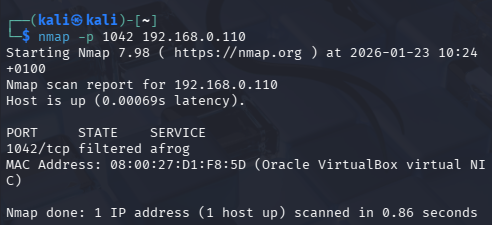 ┌──(kali㉿kali)-[~]
└─$ nmap -p 1042 192.168.0.110
Starting Nmap 7.98 ( https://nmap.org ) at 2026-01-23 10:24
+0100
Nmap scan report for 192.168.0.110
Host is up (0.00069s latency).
PORT     STATE    SERVICE
1042/tcp filtered afrog
MAC Address: 08:00:27:D1:F8:5D (Oracle VirtualBox virtual NI
C)
Nmap done: 1 IP address (1 host up) scanned in 0.86 seconds